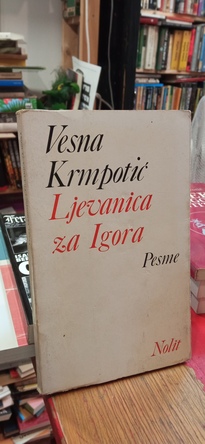 Vesna
Krmpotić
Ljevanica
za Igora
Pesme
Nolit